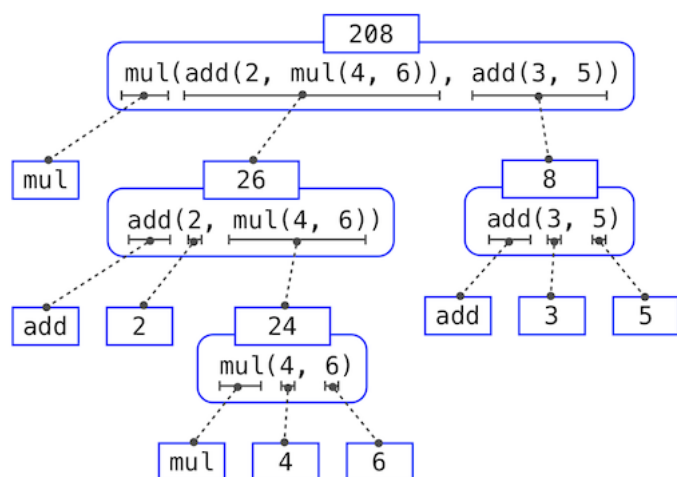 208
mul(add(2, mul(4, 6)), add(3, 5))
mul
26
8
add(2, mul(4, 6))
add(3, 5)
add
2
24
add
3
5
mul(4, 6)
mul
4
6